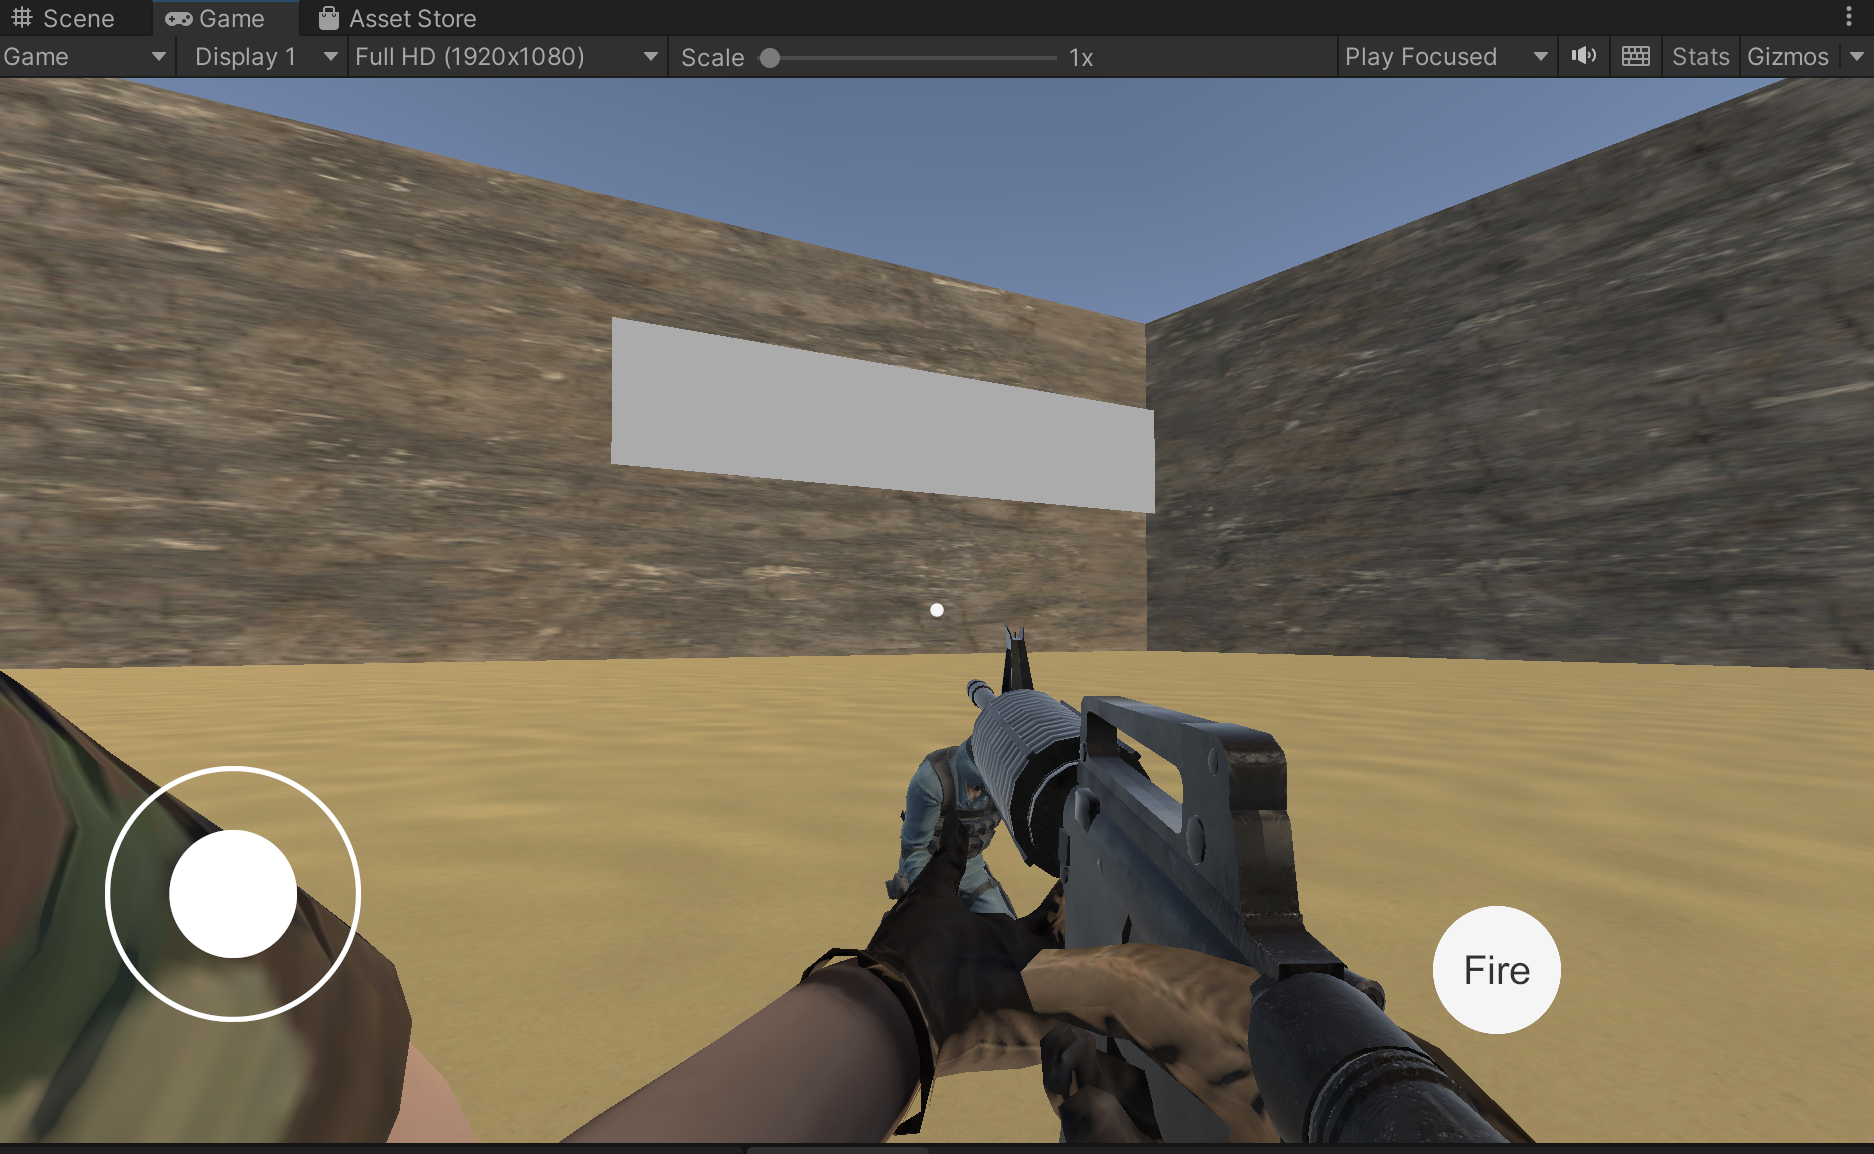 Scene Game Asset Store
Game Display 1 Full HD (1920x1080) Scale 1x Play Focused Stats Gizmos
Fire